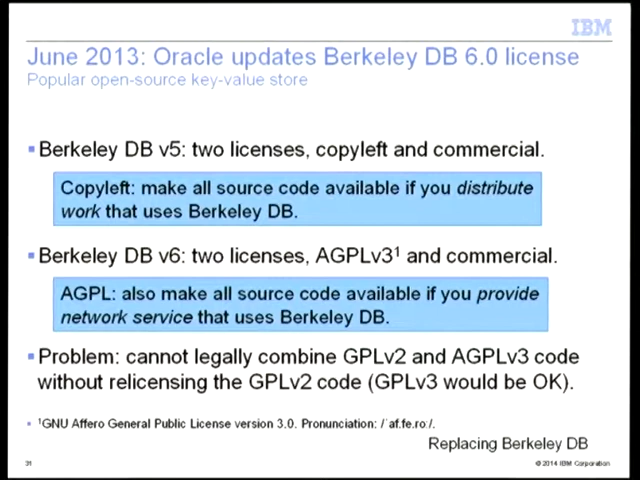 IBM
June 2013: Oracle updates Berkeley DB 6.0 license
Popular open-source key-value store
▪Berkeley DB v5: two licenses, copyleft and commercial.
Copyleft: make all source code available if you distribute
work that uses Berkeley DB.
▪Berkeley DB v6: two licenses, AGPLv3¹ and commercial.
AGPL: also make all source code available if you provide
network service that uses Berkeley DB.
▪Problem: cannot legally combine GPLv2 and AGPLv3 code
without relicensing the GPLv2 code (GPLv3 would be OK).
▪ ¹GNU Affero General Public License version 3.0. Pronunciation: /ˈaf.fe.ro/.
Replacing Berkeley DB
31
© 2014 IBM Corporation